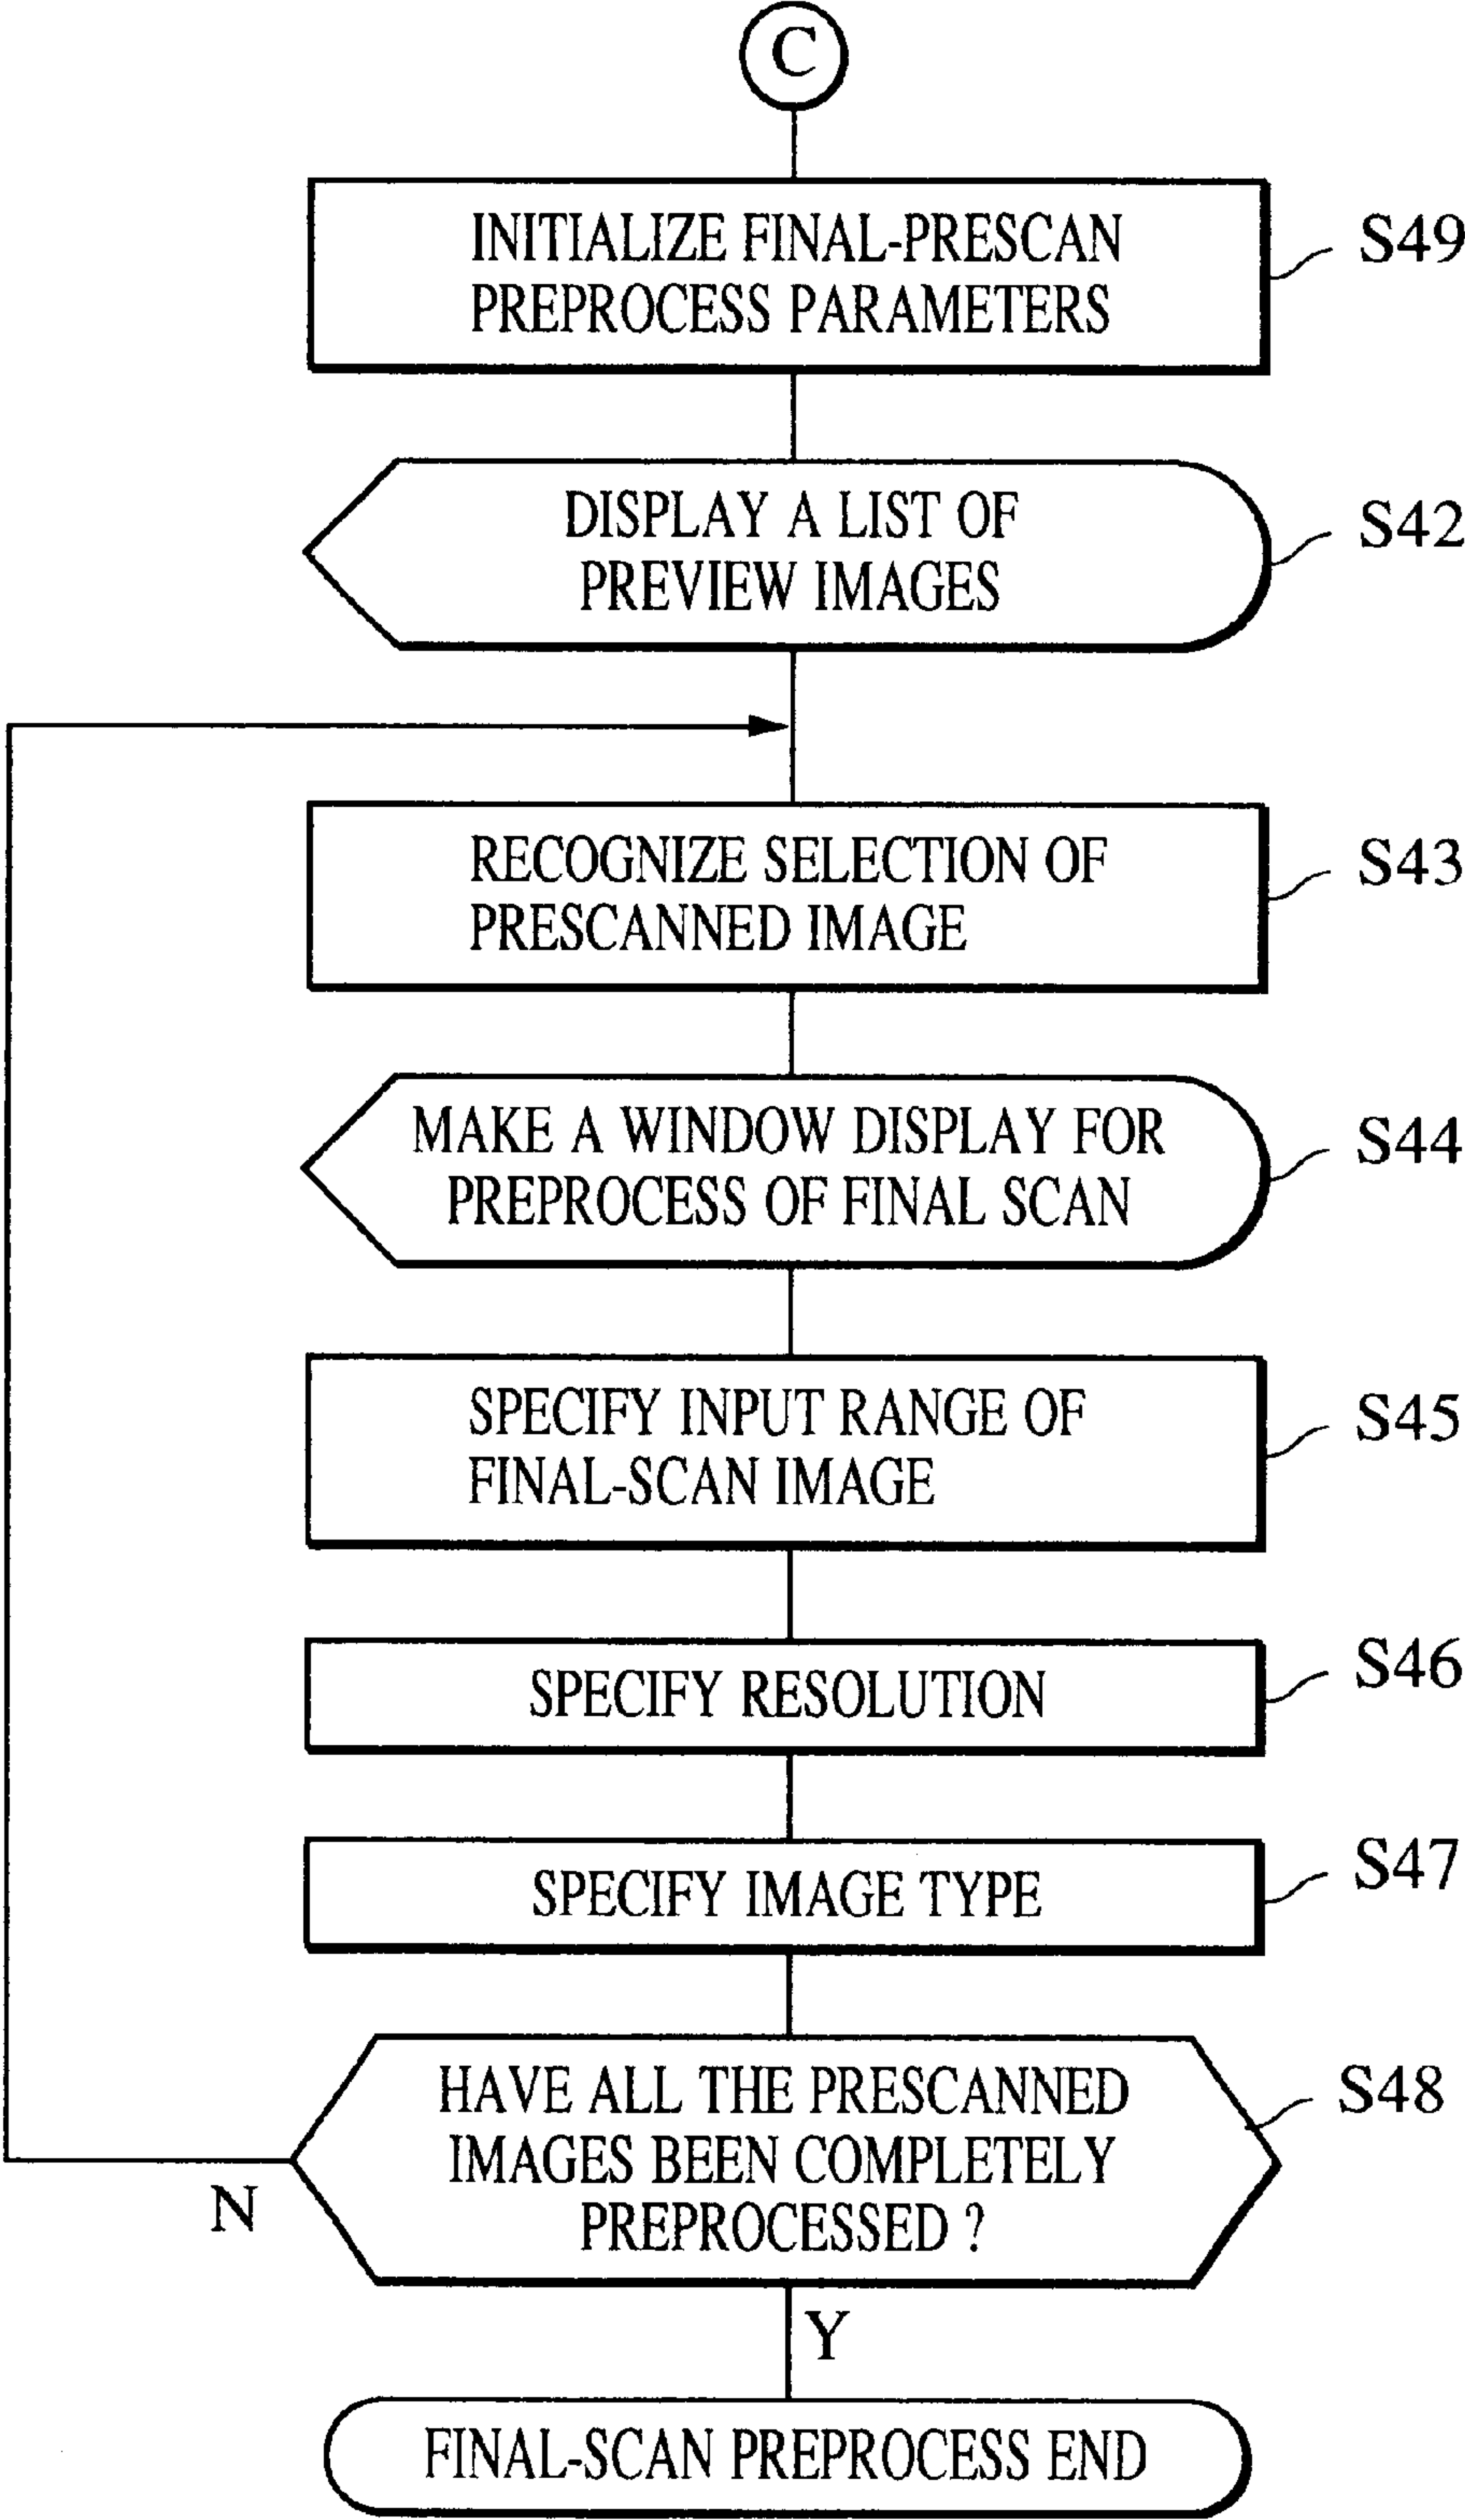 C
INITIALIZE FINAL-PRESCAN
PREPROCESS PARAMETERS
S49
DISPLAY A LIST OF
PREVIEW IMAGES
S42
RECOGNIZE SELECTION OF
PRESCANNED IMAGE
S43
MAKE A WINDOW DISPLAY FOR
PREPROCESS OF FINAL SCAN
S44
SPECIFY INPUT RANGE OF
FINAL-SCAN IMAGE
S45
SPECIFY RESOLUTION
S46
SPECIFY IMAGE TYPE
S47
HAVE ALL THE PRESCANNED
IMAGES BEEN COMPLETELY
PREPROCESSED ?
S48
N
Y
FINAL-SCAN PREPROCESS END